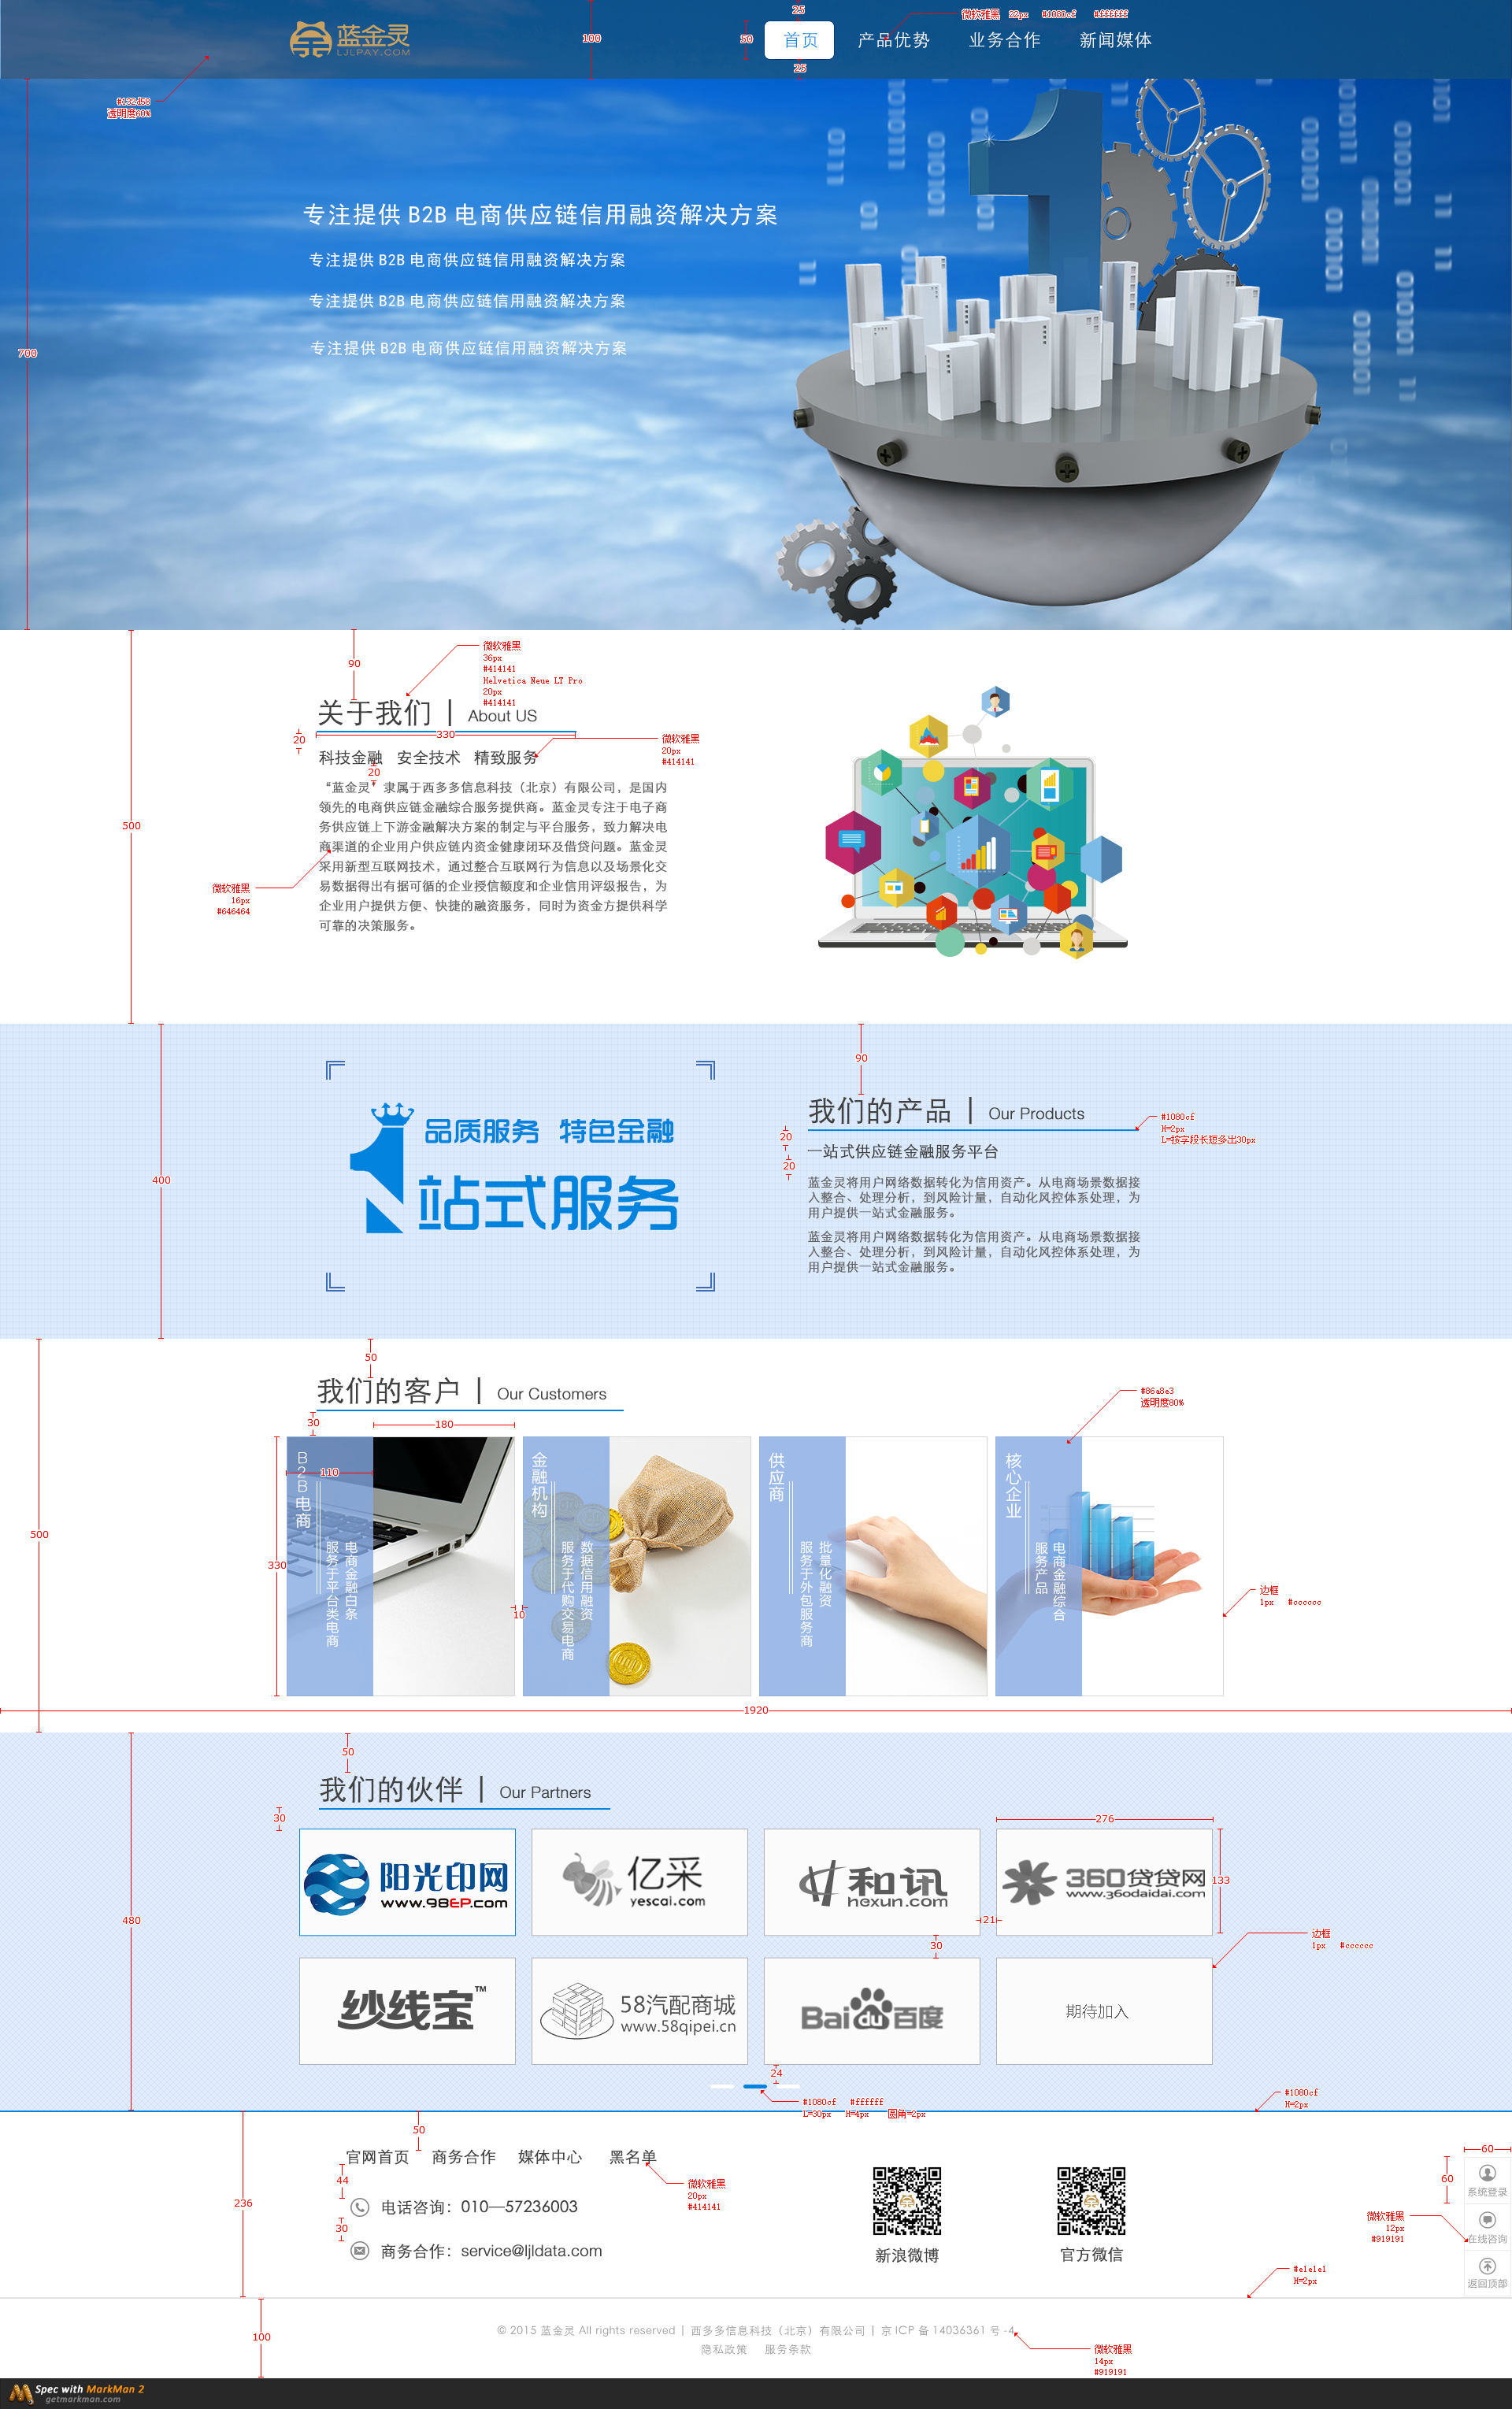 25
微软雅黑 22px #1080cf #ffffff
蓝金灵
LJLPAY.COM
100
50
首页 产品优势 业务合作 新闻媒体
25
#032d58
透明度60%
专注提供 B2B 电商供应链信用融资解决方案
专注提供 B2B 电商供应链信用融资解决方案
专注提供 B2B 电商供应链信用融资解决方案
专注提供 B2B 电商供应链信用融资解决方案
700
90
微软雅黑
36px
#414141
Helvetica Neue LT Pro
20px
#414141
关于我们 | About US
20
330
微软雅黑
20px
#414141
科技金融 安全技术 精致服务
20
“蓝金灵”隶属于西多多信息科技（北京）有限公司，是国内
领先的电商供应链金融综合服务提供商。蓝金灵专注于电子商
务供应链上下游金融解决方案的制定与平台服务，致力解决电
商渠道的企业用户供应链内资金健康闭环及借贷问题。蓝金灵
采用新型互联网技术，通过整合互联网行为信息以及场景化交
易数据得出有据可循的企业授信额度和企业信用评级报告，为
企业用户提供方便、快捷的融资服务，同时为资金方提供科学
可靠的决策服务。
500
微软雅黑
16px
#646464
90
品质服务 特色金融
1站式服务
400
我们的产品 | Our Products
#1080cf
H=2px
L=按字段长短多出30px
20
一站式供应链金融服务平台
20
蓝金灵将用户网络数据转化为信用资产。从电商场景数据接
入整合、处理分析，到风险计量，自动化风控体系处理，为
用户提供一站式金融服务。
蓝金灵将用户网络数据转化为信用资产。从电商场景数据接
入整合、处理分析，到风险计量，自动化风控体系处理，为
用户提供一站式金融服务。
50
我们的客户 | Our Customers
#86a8e3
透明度80%
30
180
110
B2B电商
电商金融白条
服务于平台类电商
金融机构
数据信用融资
服务于代购交易电商
供应商
批量化融资
服务于外包服务商
核心企业
电商金融综合
服务产品
500
330
10
边框
1px #cccccc
1920
50
我们的伙伴 | Our Partners
30
276
阳光印网
www.98EP.com
亿采
yescai.com
和讯
hexun.com
360贷贷网
www.360daidai.com
133
21
480
30
边框
1px #cccccc
纱线宝™
58汽配商城
www.58qipei.cn
Bai du 百度
期待加入
24
#1080cf #ffffff
L=30px H=4px 圆角=2px
#1080cf
H=2px
50
官网首页 商务合作 媒体中心 黑名单
44
微软雅黑
20px
#414141
236
电话咨询：010—57236003
30
商务合作：service@ljldata.com
新浪微博
官方微信
60
60
系统登录
微软雅黑
12px
#919191
在线咨询
返回顶部
#e1e1e1
H=2px
100
© 2015 蓝金灵 All rights reserved | 西多多信息科技（北京）有限公司 | 京 ICP 备 14036361 号 -4
隐私政策 服务条款
微软雅黑
14px
#919191
Spec with MarkMan 2
getmarkman.com